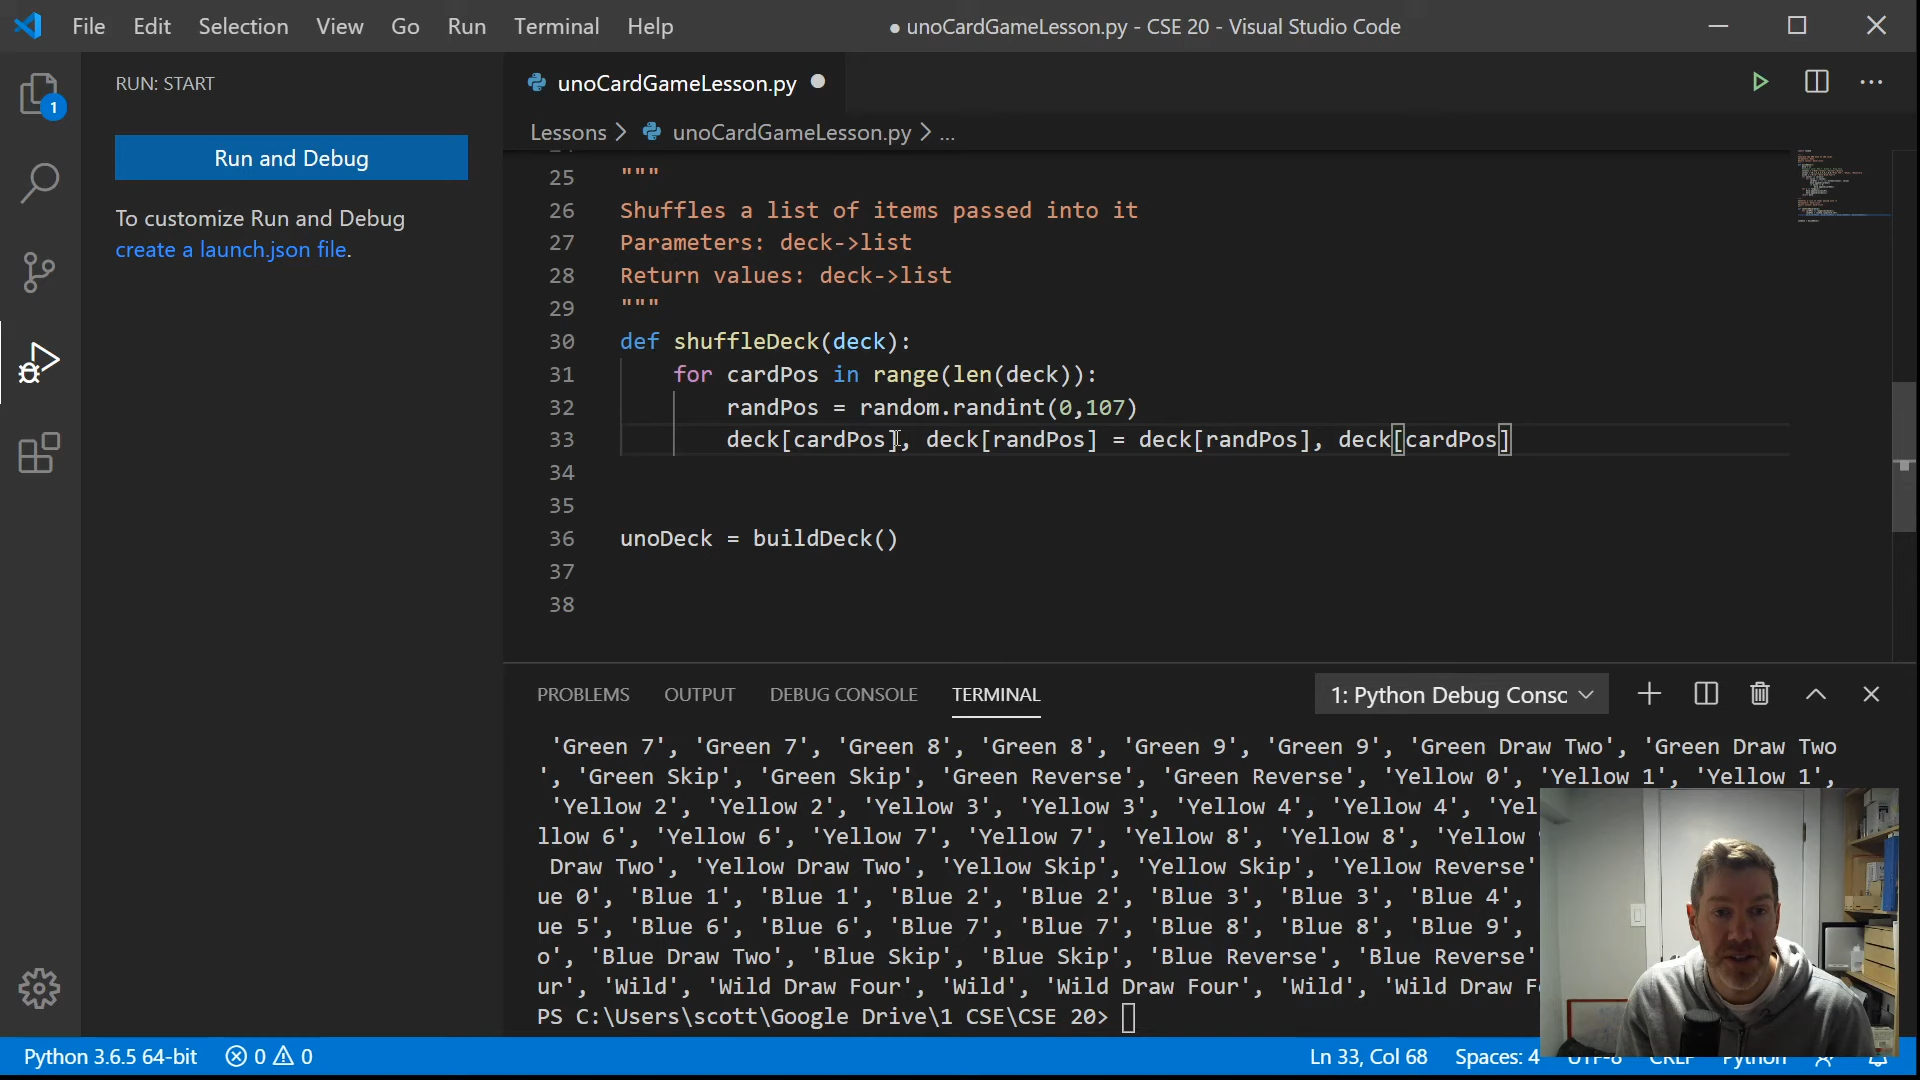 File Edit Selection View Go Run Terminal Help
● unoCardGameLesson.py - CSE 20 - Visual Studio Code
RUN: START
Run and Debug
To customize Run and Debug
create a launch.json file.
1
unoCardGameLesson.py
Lessons > unoCardGameLesson.py > ...
25 """
26 Shuffles a list of items passed into it
27 Parameters: deck->list
28 Return values: deck->list
29 """
30 def shuffleDeck(deck):
31 for cardPos in range(len(deck)):
32 randPos = random.randint(0,107)
33 deck[cardPos], deck[randPos] = deck[randPos], deck[cardPos]
34
35
36 unoDeck = buildDeck()
37
38
PROBLEMS OUTPUT DEBUG CONSOLE TERMINAL
1: Python Debug Consc
'Green 7', 'Green 7', 'Green 8', 'Green 8', 'Green 9', 'Green 9', 'Green Draw Two', 'Green Draw Two
', 'Green Skip', 'Green Skip', 'Green Reverse', 'Green Reverse', 'Yellow 0', 'Yellow 1', 'Yellow 1',
'Yellow 2', 'Yellow 2', 'Yellow 3', 'Yellow 3', 'Yellow 4', 'Yellow 4', 'Yel
llow 6', 'Yellow 6', 'Yellow 7', 'Yellow 7', 'Yellow 8', 'Yellow 8', 'Yellow
Draw Two', 'Yellow Draw Two', 'Yellow Skip', 'Yellow Skip', 'Yellow Reverse'
ue 0', 'Blue 1', 'Blue 1', 'Blue 2', 'Blue 2', 'Blue 3', 'Blue 3', 'Blue 4',
ue 5', 'Blue 6', 'Blue 6', 'Blue 7', 'Blue 7', 'Blue 8', 'Blue 8', 'Blue 9',
o', 'Blue Draw Two', 'Blue Skip', 'Blue Skip', 'Blue Reverse', 'Blue Reverse'
ur', 'Wild', 'Wild Draw Four', 'Wild', 'Wild Draw Four', 'Wild', 'Wild Draw F
PS C:\Users\scott\Google Drive\1 CSE\CSE 20>
Python 3.6.5 64-bit 0 0 Ln 33, Col 68 Spaces: 4 UTF-8 CRLF Python